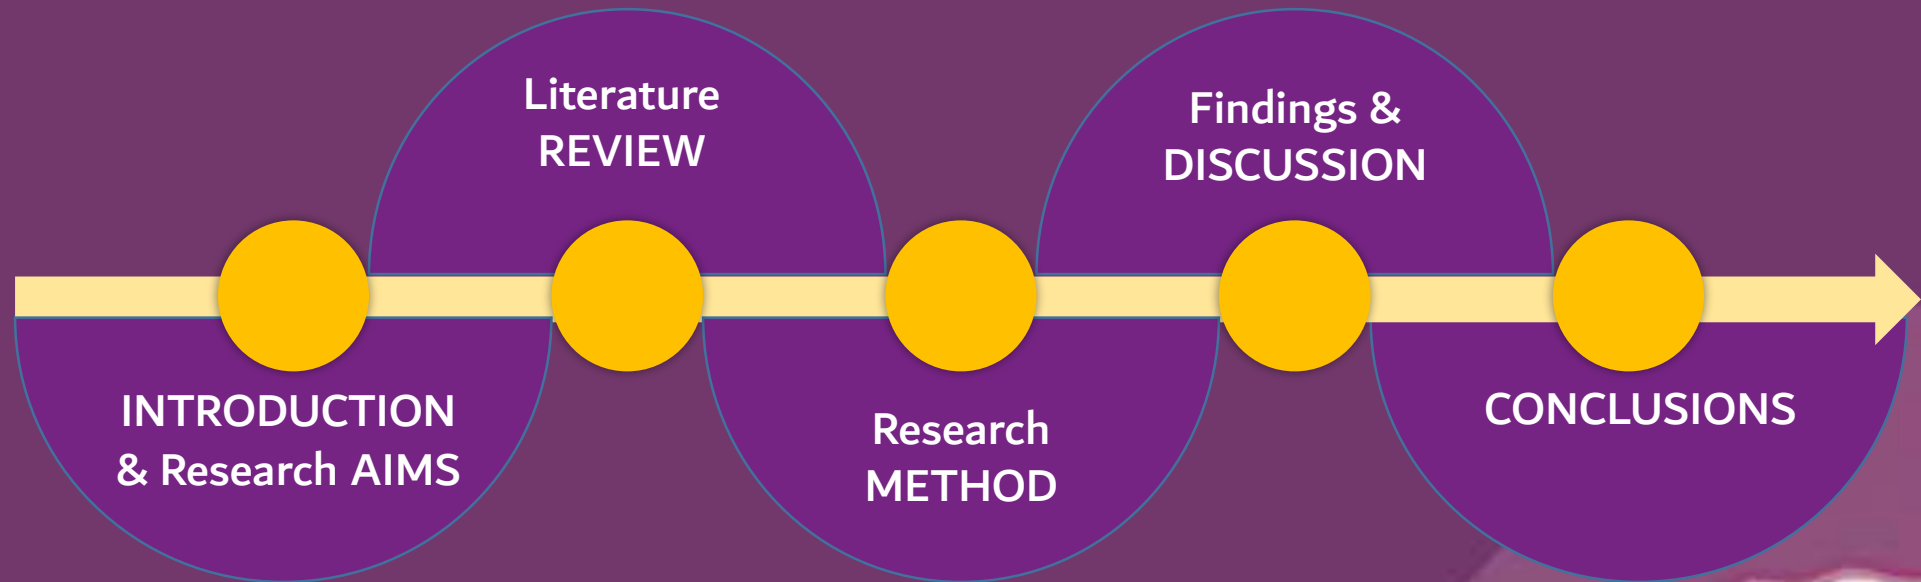 INTRODUCTION
& Research AIMS
Literature
REVIEW
Research
METHOD
Findings &
DISCUSSION
CONCLUSIONS